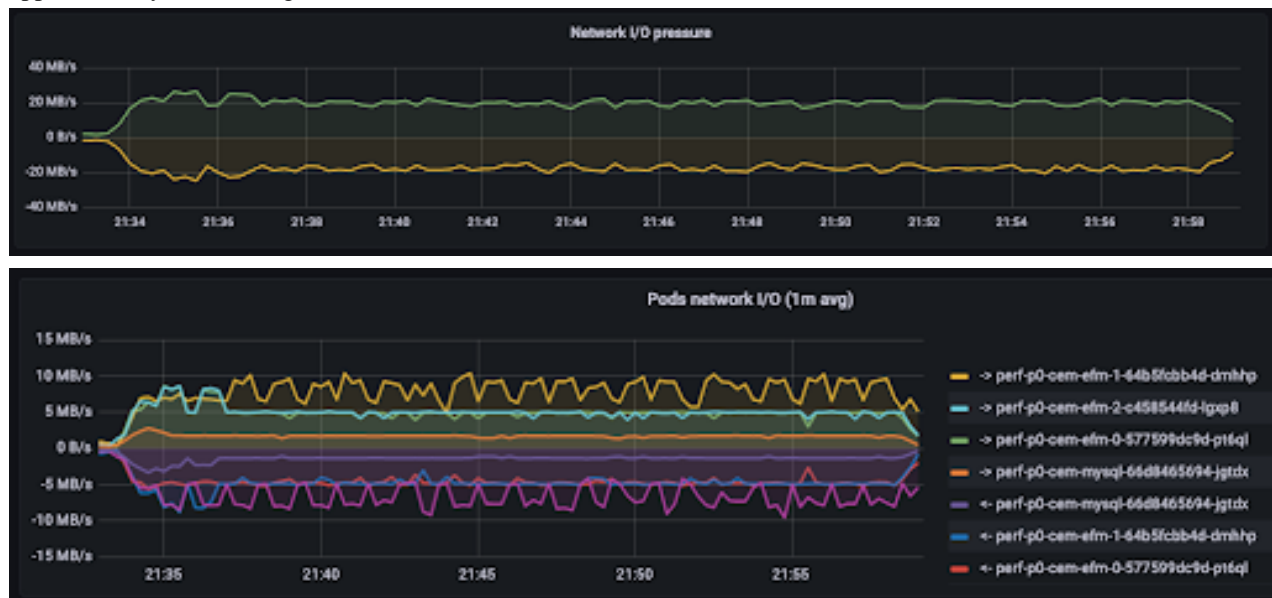 Network I/O pressure
40 MB/s
20 MB/s
0 B/s
-20 MB/s
-40 MB/s
21:34 21:36 21:38 21:40 21:42 21:44 21:46 21:48 21:50 21:52 21:54 21:56 21:58
Pods network I/O (1m avg)
15 MB/s
10 MB/s
5 MB/s
0 B/s
-5 MB/s
-10 MB/s
-15 MB/s
21:35 21:40 21:45 21:50 21:55
-> perf-p0-cem-efm-1-64b5fcbb4d-dmhhp
-> perf-p0-cem-efm-2-c458544fd-lgxp8
-> perf-p0-cem-efm-0-577599dc9d-pt6ql
-> perf-p0-cem-mysql-66d8465694-jgtdx
<- perf-p0-cem-mysql-66d8465694-jgtdx
<- perf-p0-cem-efm-1-64b5fcbb4d-dmhhp
<- perf-p0-cem-efm-0-577599dc9d-pt6ql